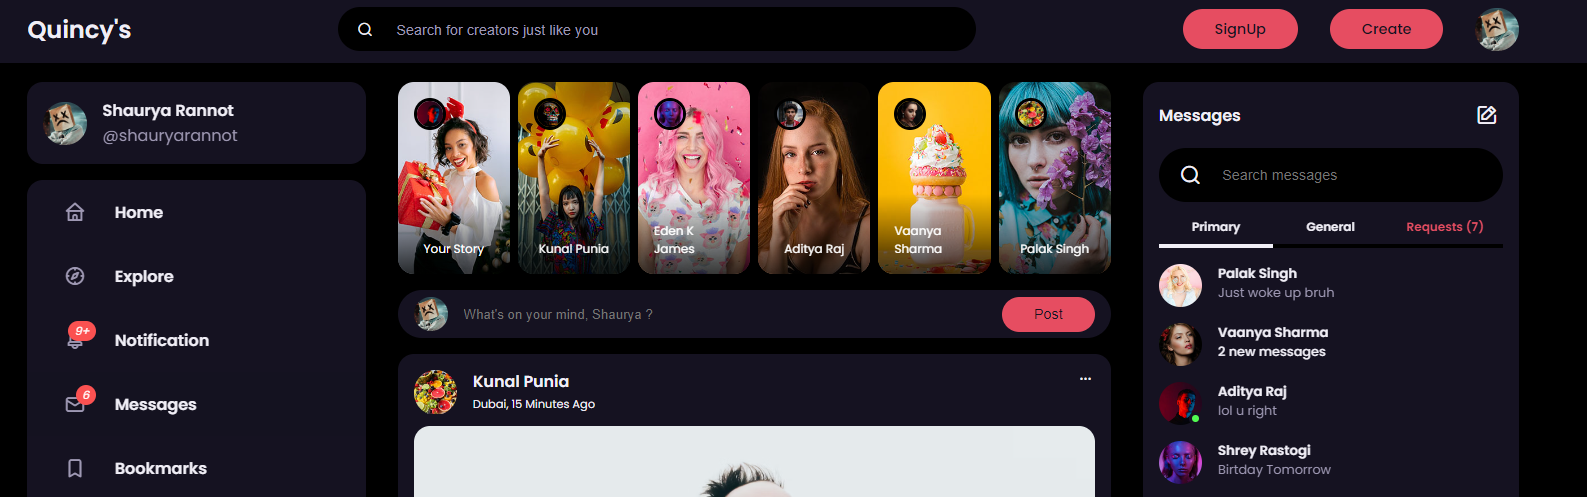 Quincy's
Search for creators just like you
SignUp
Create
Shaurya Rannot
@shauryarannot
Home
Explore
9+
Notification
6
Messages
Bookmarks
Your Story
Kunal Punia
Eden K
James
Aditya Raj
Vaanya
Sharma
Palak Singh
What's on your mind, Shaurya ?
Post
Kunal Punia
Dubai, 15 Minutes Ago
Messages
Search messages
Primary
General
Requests (7)
Palak Singh
Just woke up bruh
Vaanya Sharma
2 new messages
Aditya Raj
lol u right
Shrey Rastogi
Birtday Tomorrow